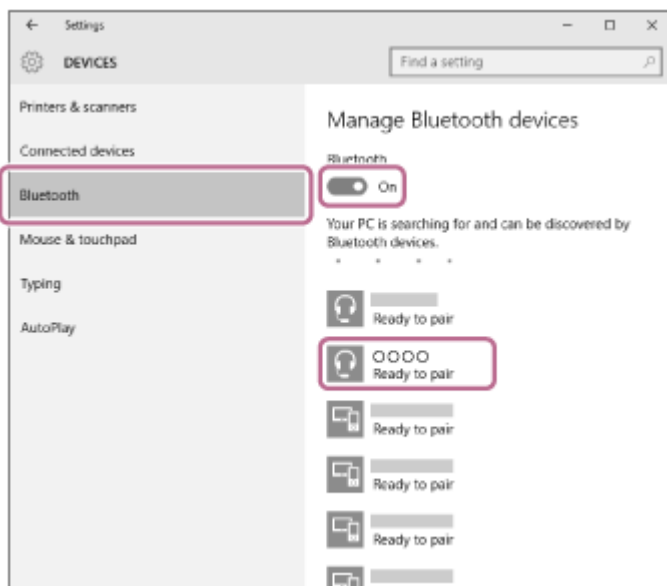 Settings
DEVICES
Find a setting
Printers & scanners
Connected devices
Bluetooth
Mouse & touchpad
Typing
AutoPlay
Manage Bluetooth devices
Bluetooth
On
Your PC is searching for and can be discovered by
Bluetooth devices.
Ready to pair
OOOO
Ready to pair
Ready to pair
Ready to pair
Ready to pair